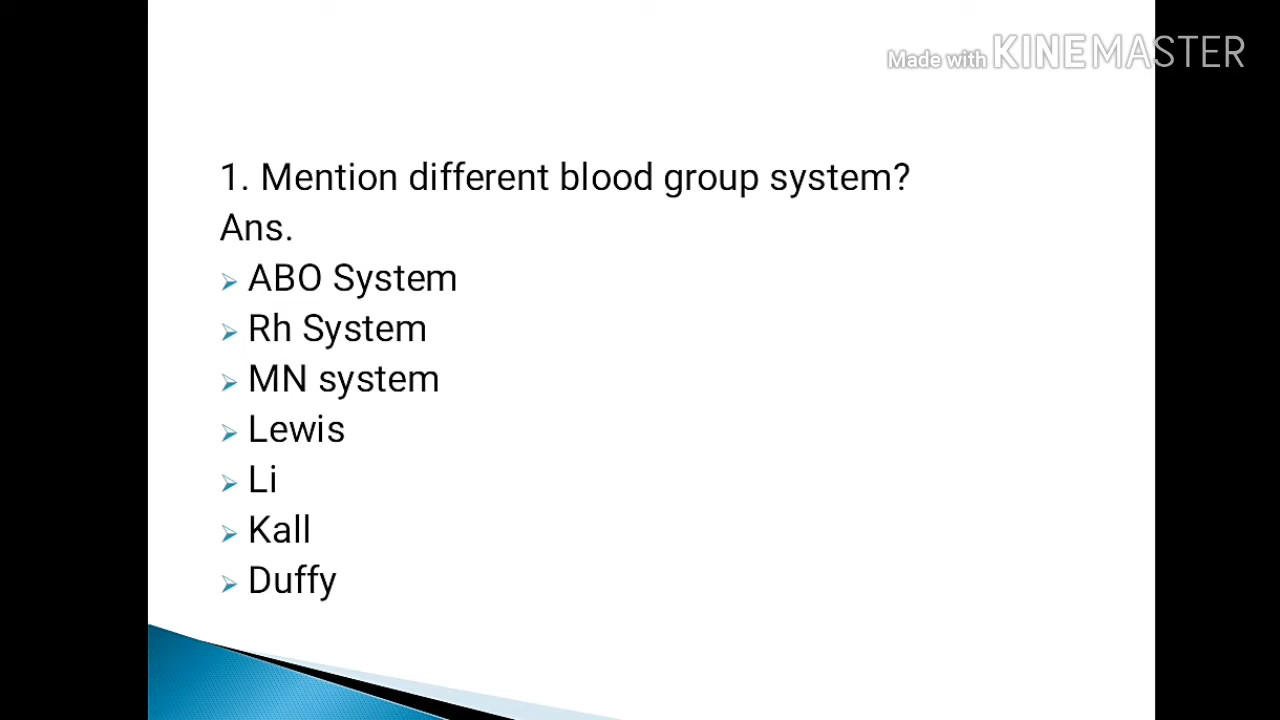 Made with KINEMASTER
1. Mention different blood group system?
Ans.
ABO System
Rh System
MN system
Lewis
Li
Kall
Duffy